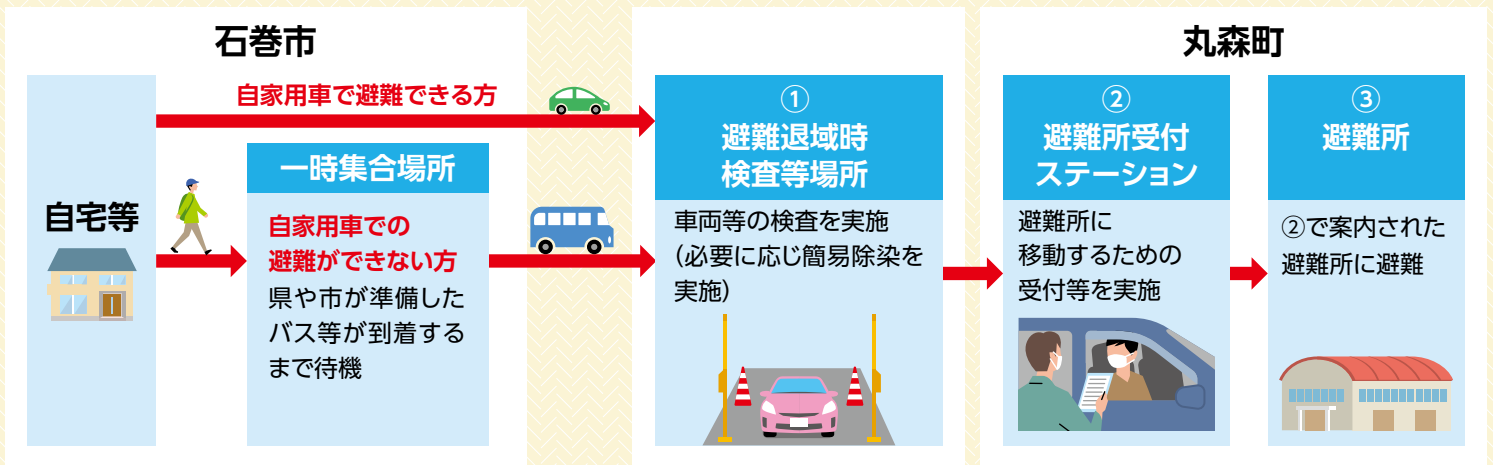 石巻市
自宅等
自家用車で避難できる方
一時集合場所
自家用車での
避難ができない方
県や市が準備した
バス等が到着する
まで待機
①
避難退域時
検査等場所
車両等の検査を実施
(必要に応じ簡易除染を
実施)
丸森町
②
避難所受付
ステーション
避難所に
移動するための
受付等を実施
③
避難所
②で案内された
避難所に避難